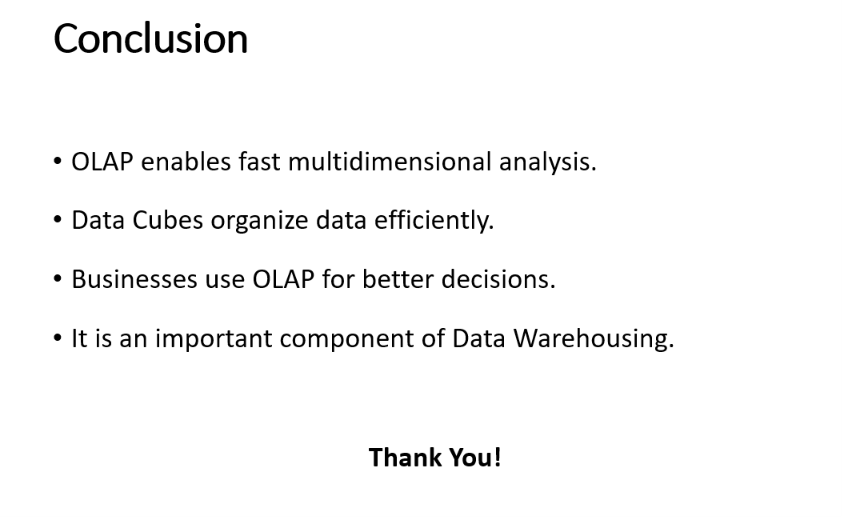 Conclusion
• OLAP enables fast multidimensional analysis.
• Data Cubes organize data efficiently.
• Businesses use OLAP for better decisions.
• It is an important component of Data Warehousing.
Thank You!